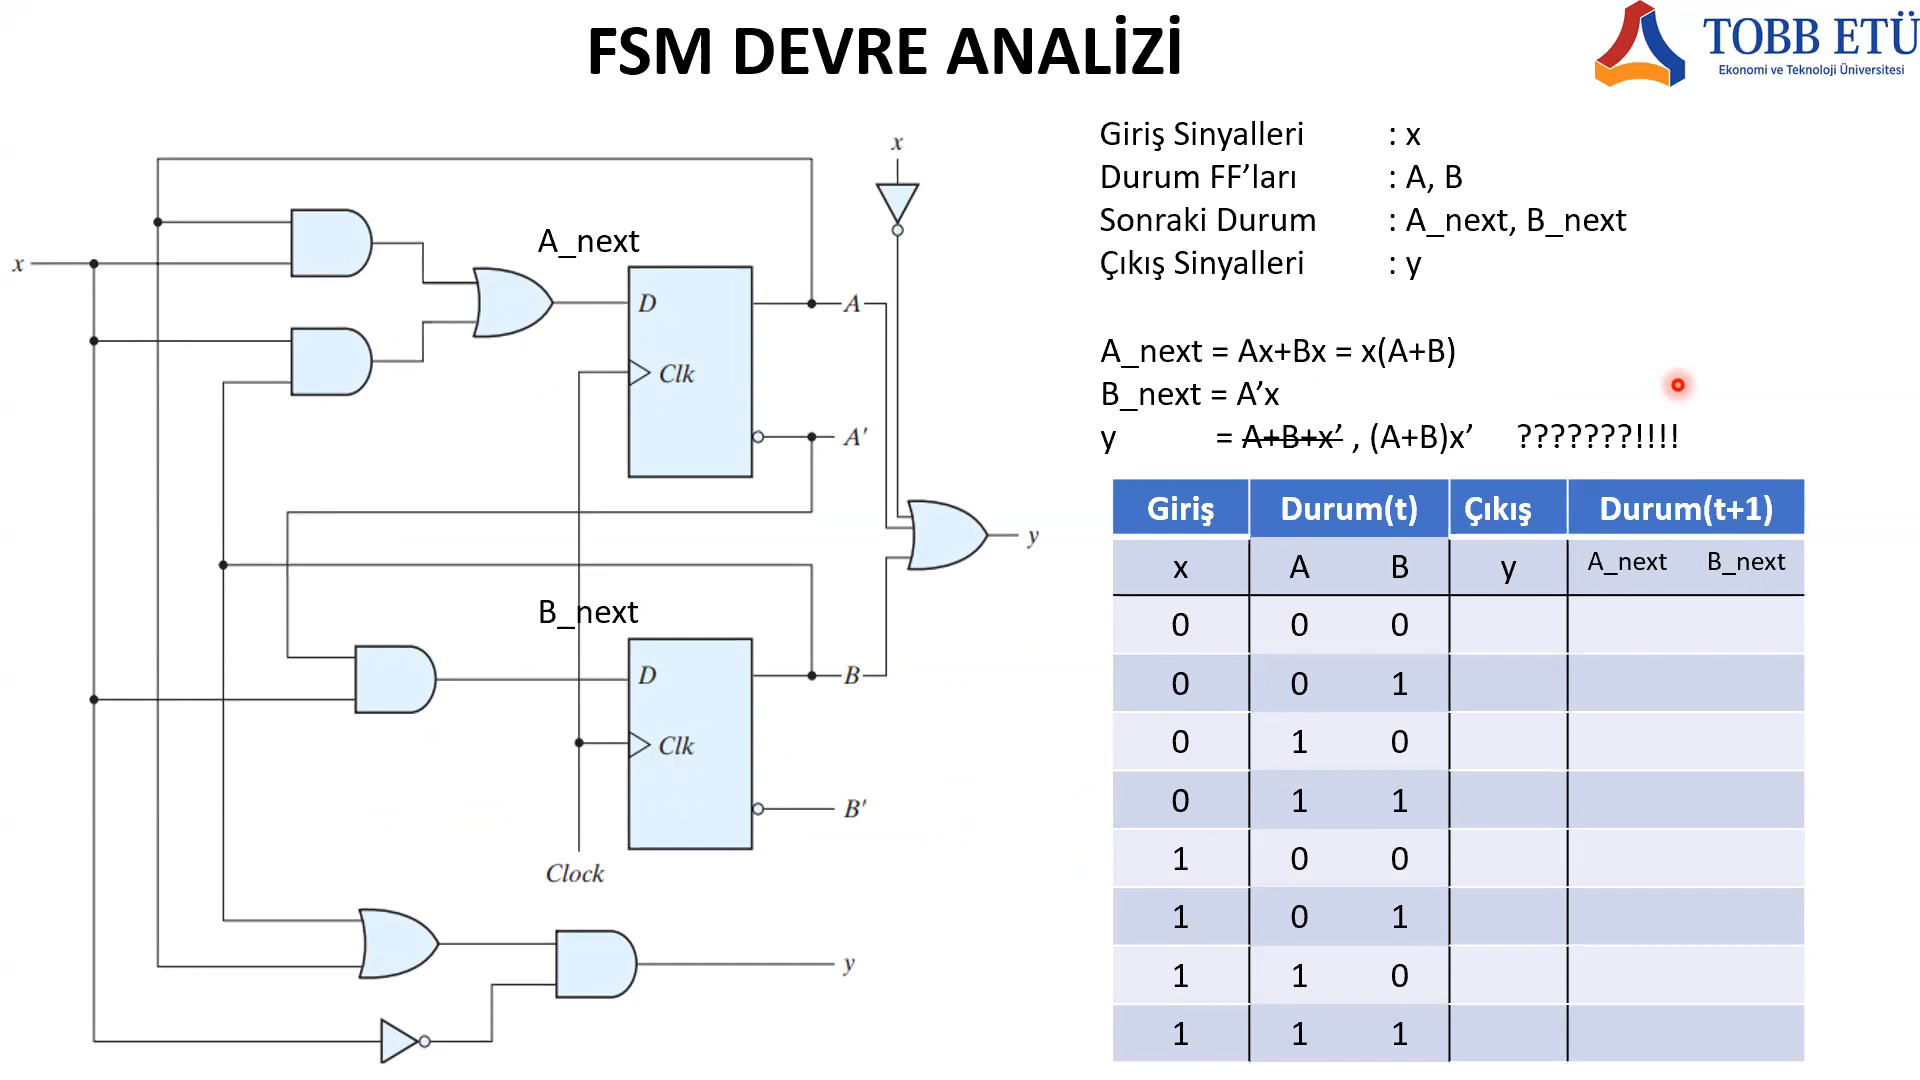 FSM DEVRE ANALİZİ
TOBB ETÜ
Ekonomi ve Teknoloji Üniversitesi
Giriş Sinyalleri : x
Durum FF’ları : A, B
Sonraki Durum : A_next, B_next
Çıkış Sinyalleri : y
A_next = Ax+Bx = x(A+B)
B_next = A’x
y = A+B+x’ , (A+B)x’ ???????!!!!
x
x
A_next
D
A
Clk
A'
y
B_next
D
B
Clk
B'
Clock
y
Giriş Durum(t) Çıkış Durum(t+1)
x A B y A_next B_next
0 0 0
0 0 1
0 1 0
0 1 1
1 0 0
1 0 1
1 1 0
1 1 1